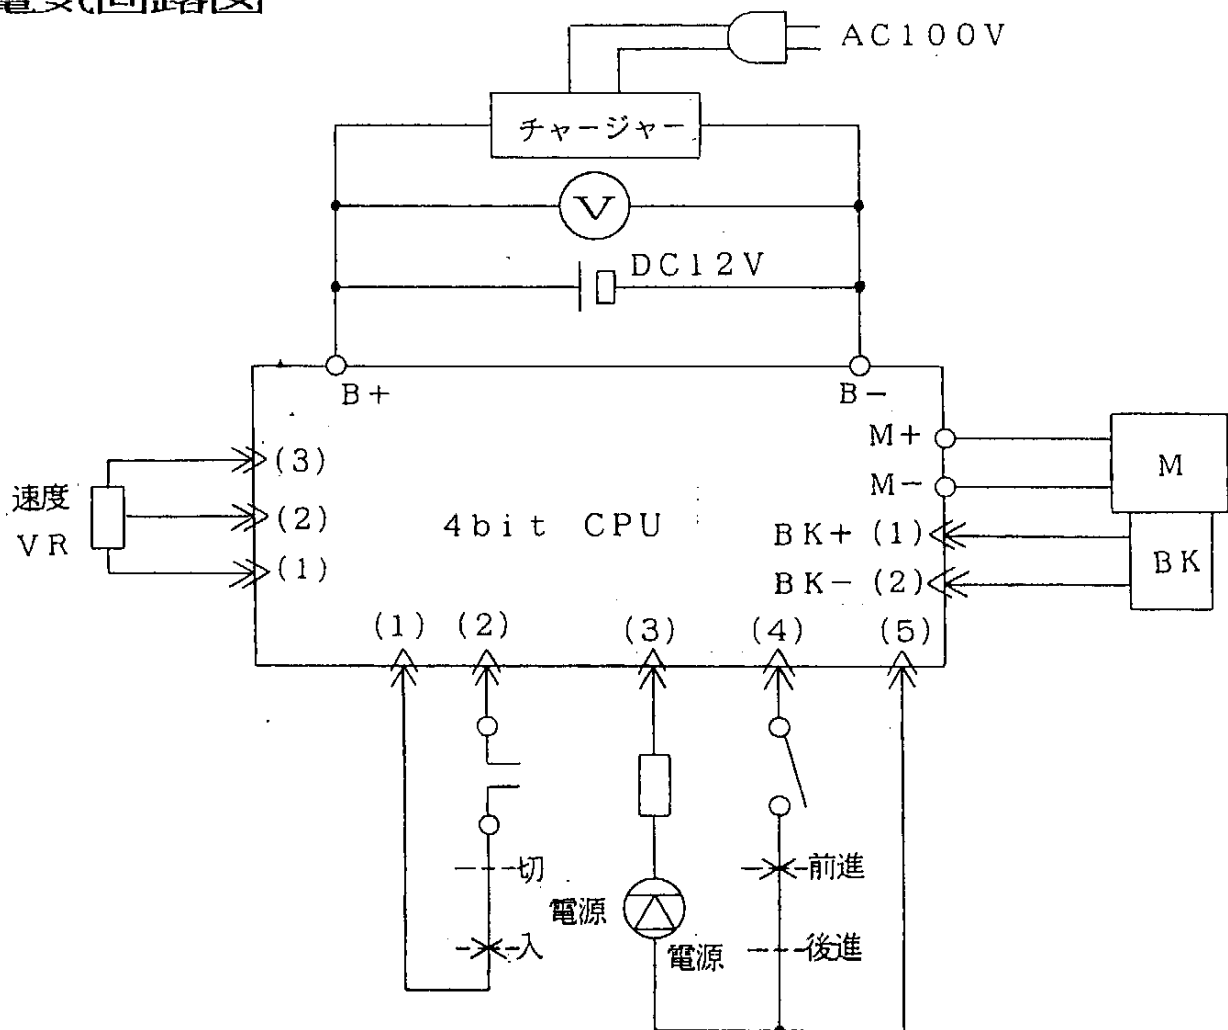 電気回路図
AC100V
チャージャー
V
DC12V
B+
B-
M+
M
(3)
速度
M-
(2)
4bit CPU
BK+ (1)
VR
BK
(1)
BK- (2)
(1) (2) (3) (4) (5)
切
前進
電源
入
電源
後進